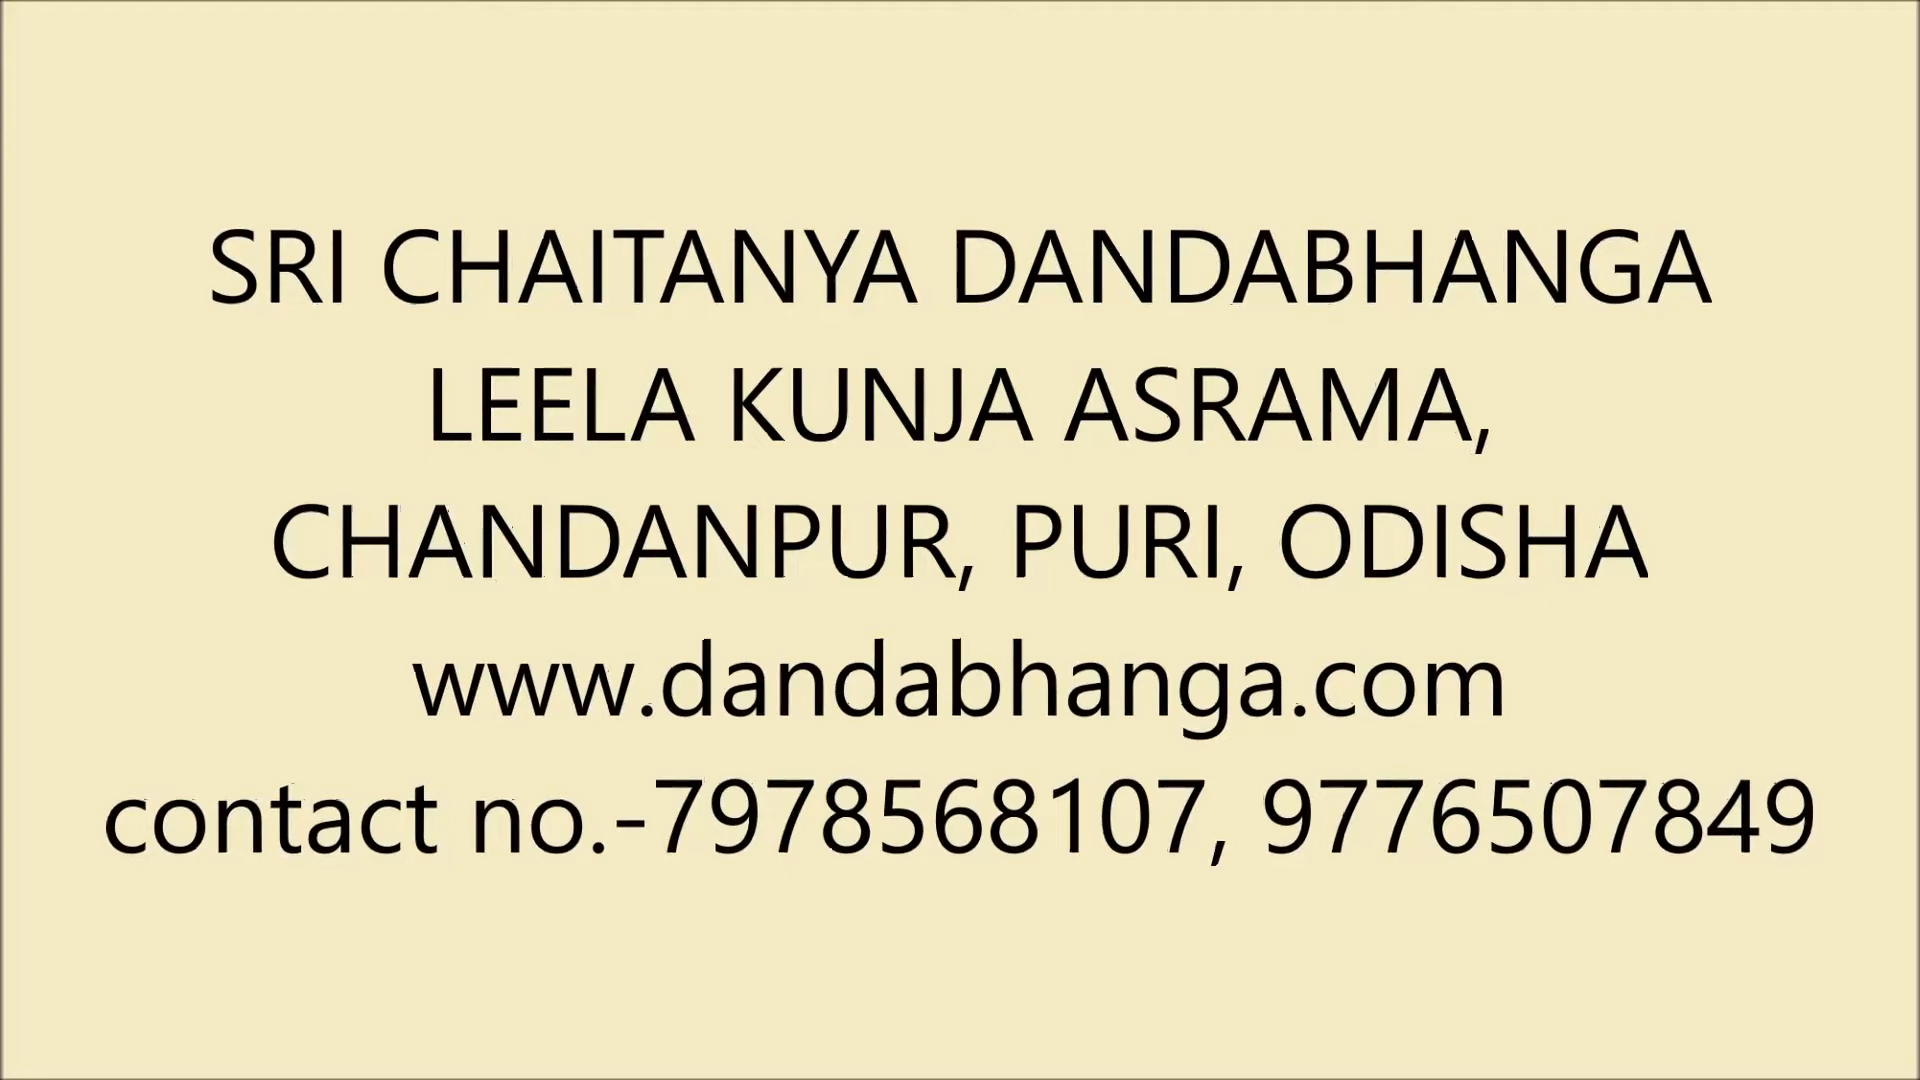 SRI CHAITANYA DANDABHANGA
LEELA KUNJA ASRAMA,
CHANDANPUR, PURI, ODISHA
www.dandabhanga.com
contact no.-7978568107, 9776507849